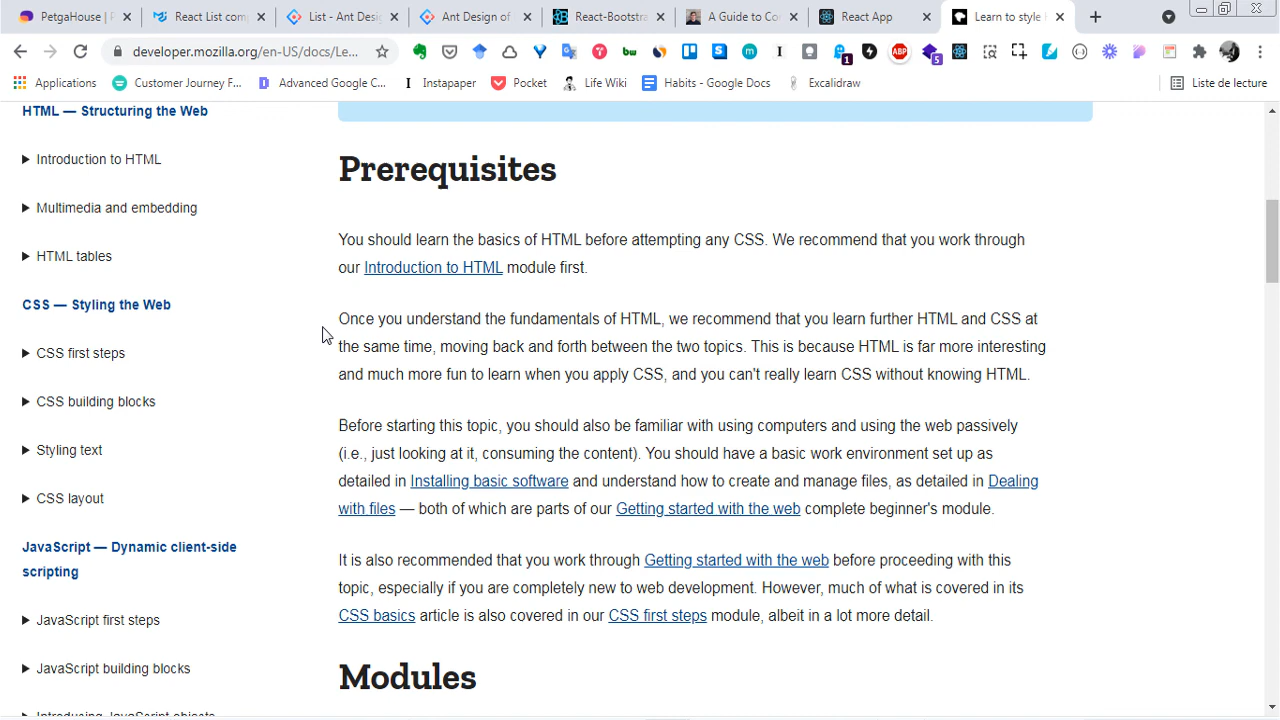 PetgaHouse |
React List com
List - Ant Desi
Ant Design of
React-Bootstra
A Guide to Co
React App
Learn to style
developer.mozilla.org/en-US/docs/Le...
Applications
Customer Journey F...
Advanced Google C...
Instapaper
Pocket
Life Wiki
Habits - Google Docs
Excalidraw
Liste de lecture
HTML — Structuring the Web
Introduction to HTML
Multimedia and embedding
HTML tables
CSS — Styling the Web
CSS first steps
CSS building blocks
Styling text
CSS layout
JavaScript — Dynamic client-side
scripting
JavaScript first steps
JavaScript building blocks
Introducing JavaScript objects
Prerequisites
You should learn the basics of HTML before attempting any CSS. We recommend that you work through
our Introduction to HTML module first.
Once you understand the fundamentals of HTML, we recommend that you learn further HTML and CSS at
the same time, moving back and forth between the two topics. This is because HTML is far more interesting
and much more fun to learn when you apply CSS, and you can't really learn CSS without knowing HTML.
Before starting this topic, you should also be familiar with using computers and using the web passively
(i.e., just looking at it, consuming the content). You should have a basic work environment set up as
detailed in Installing basic software and understand how to create and manage files, as detailed in Dealing
with files — both of which are parts of our Getting started with the web complete beginner's module.
It is also recommended that you work through Getting started with the web before proceeding with this
topic, especially if you are completely new to web development. However, much of what is covered in its
CSS basics article is also covered in our CSS first steps module, albeit in a lot more detail.
Modules